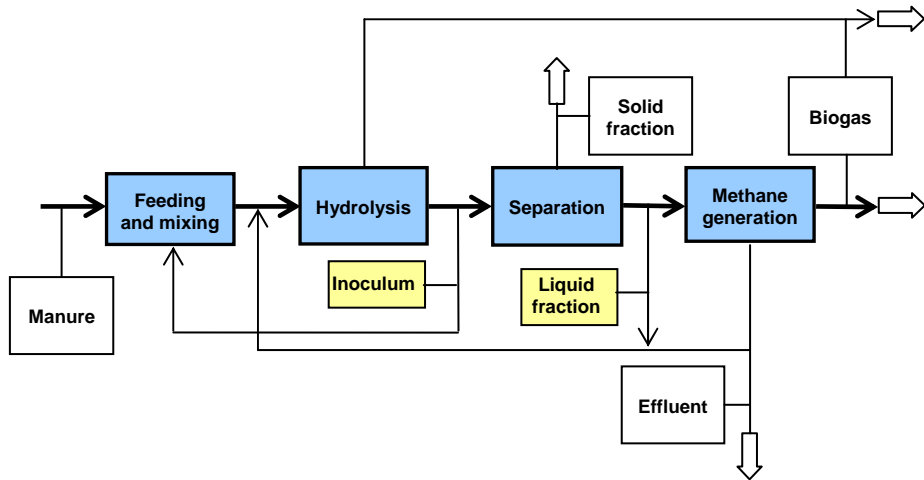 Solid
fraction
Biogas
Feeding
and mixing
Hydrolysis
Separation
Methane
generation
Inoculum
Liquid
fraction
Manure
Effluent